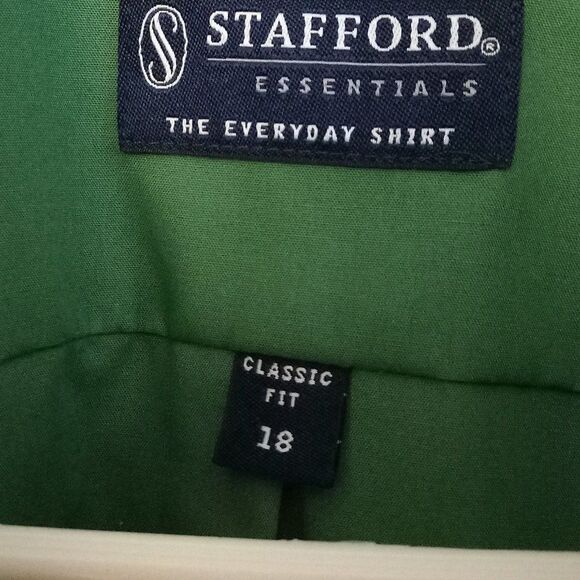 S STAFFORD®
ESSENTIALS
THE EVERYDAY SHIRT
CLASSIC
FIT
18